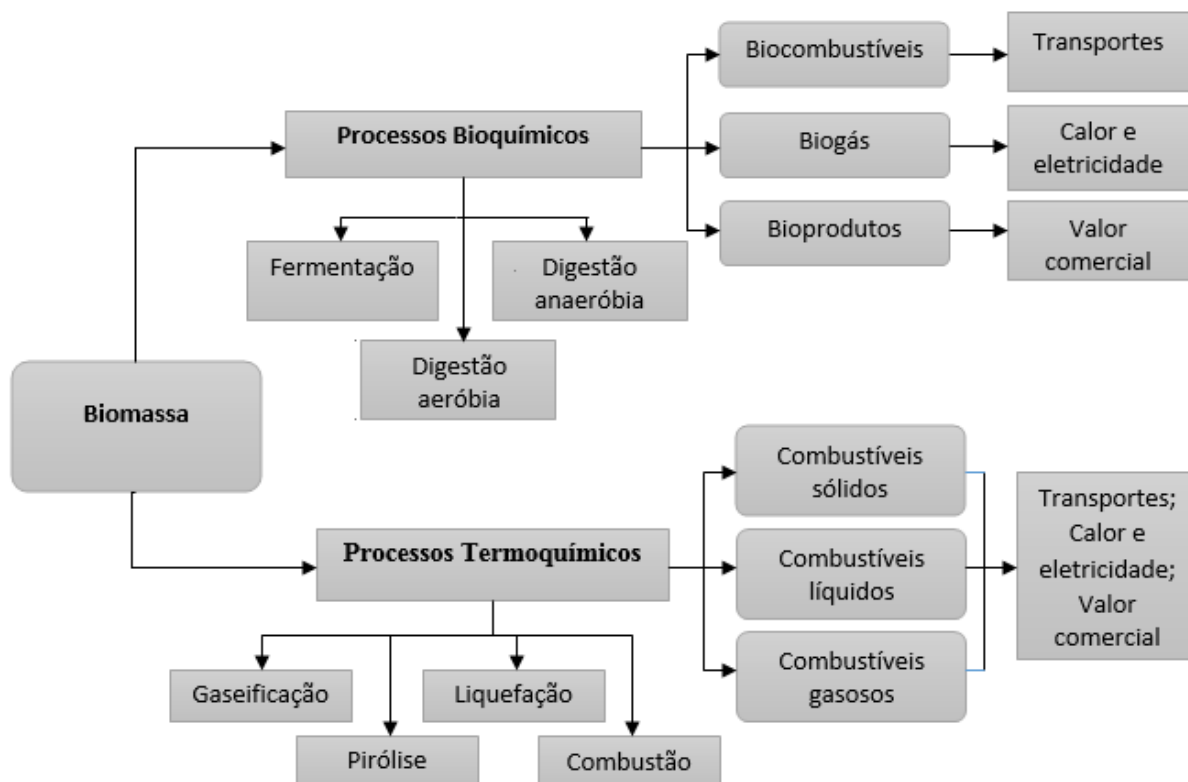 Biocombustíveis
Transportes
Processos Bioquímicos
Biogás
Calor e
eletricidade
Bioprodutos
Valor
comercial
Fermentação
Digestão
anaeróbia
Digestão
aeróbia
Biomassa
Combustíveis
sólidos
Processos Termoquímicos
Combustíveis
líquidos
Transportes;
Calor e
eletricidade;
Valor
comercial
Combustíveis
gasosos
Gaseificação
Liquefação
Pirólise
Combustão